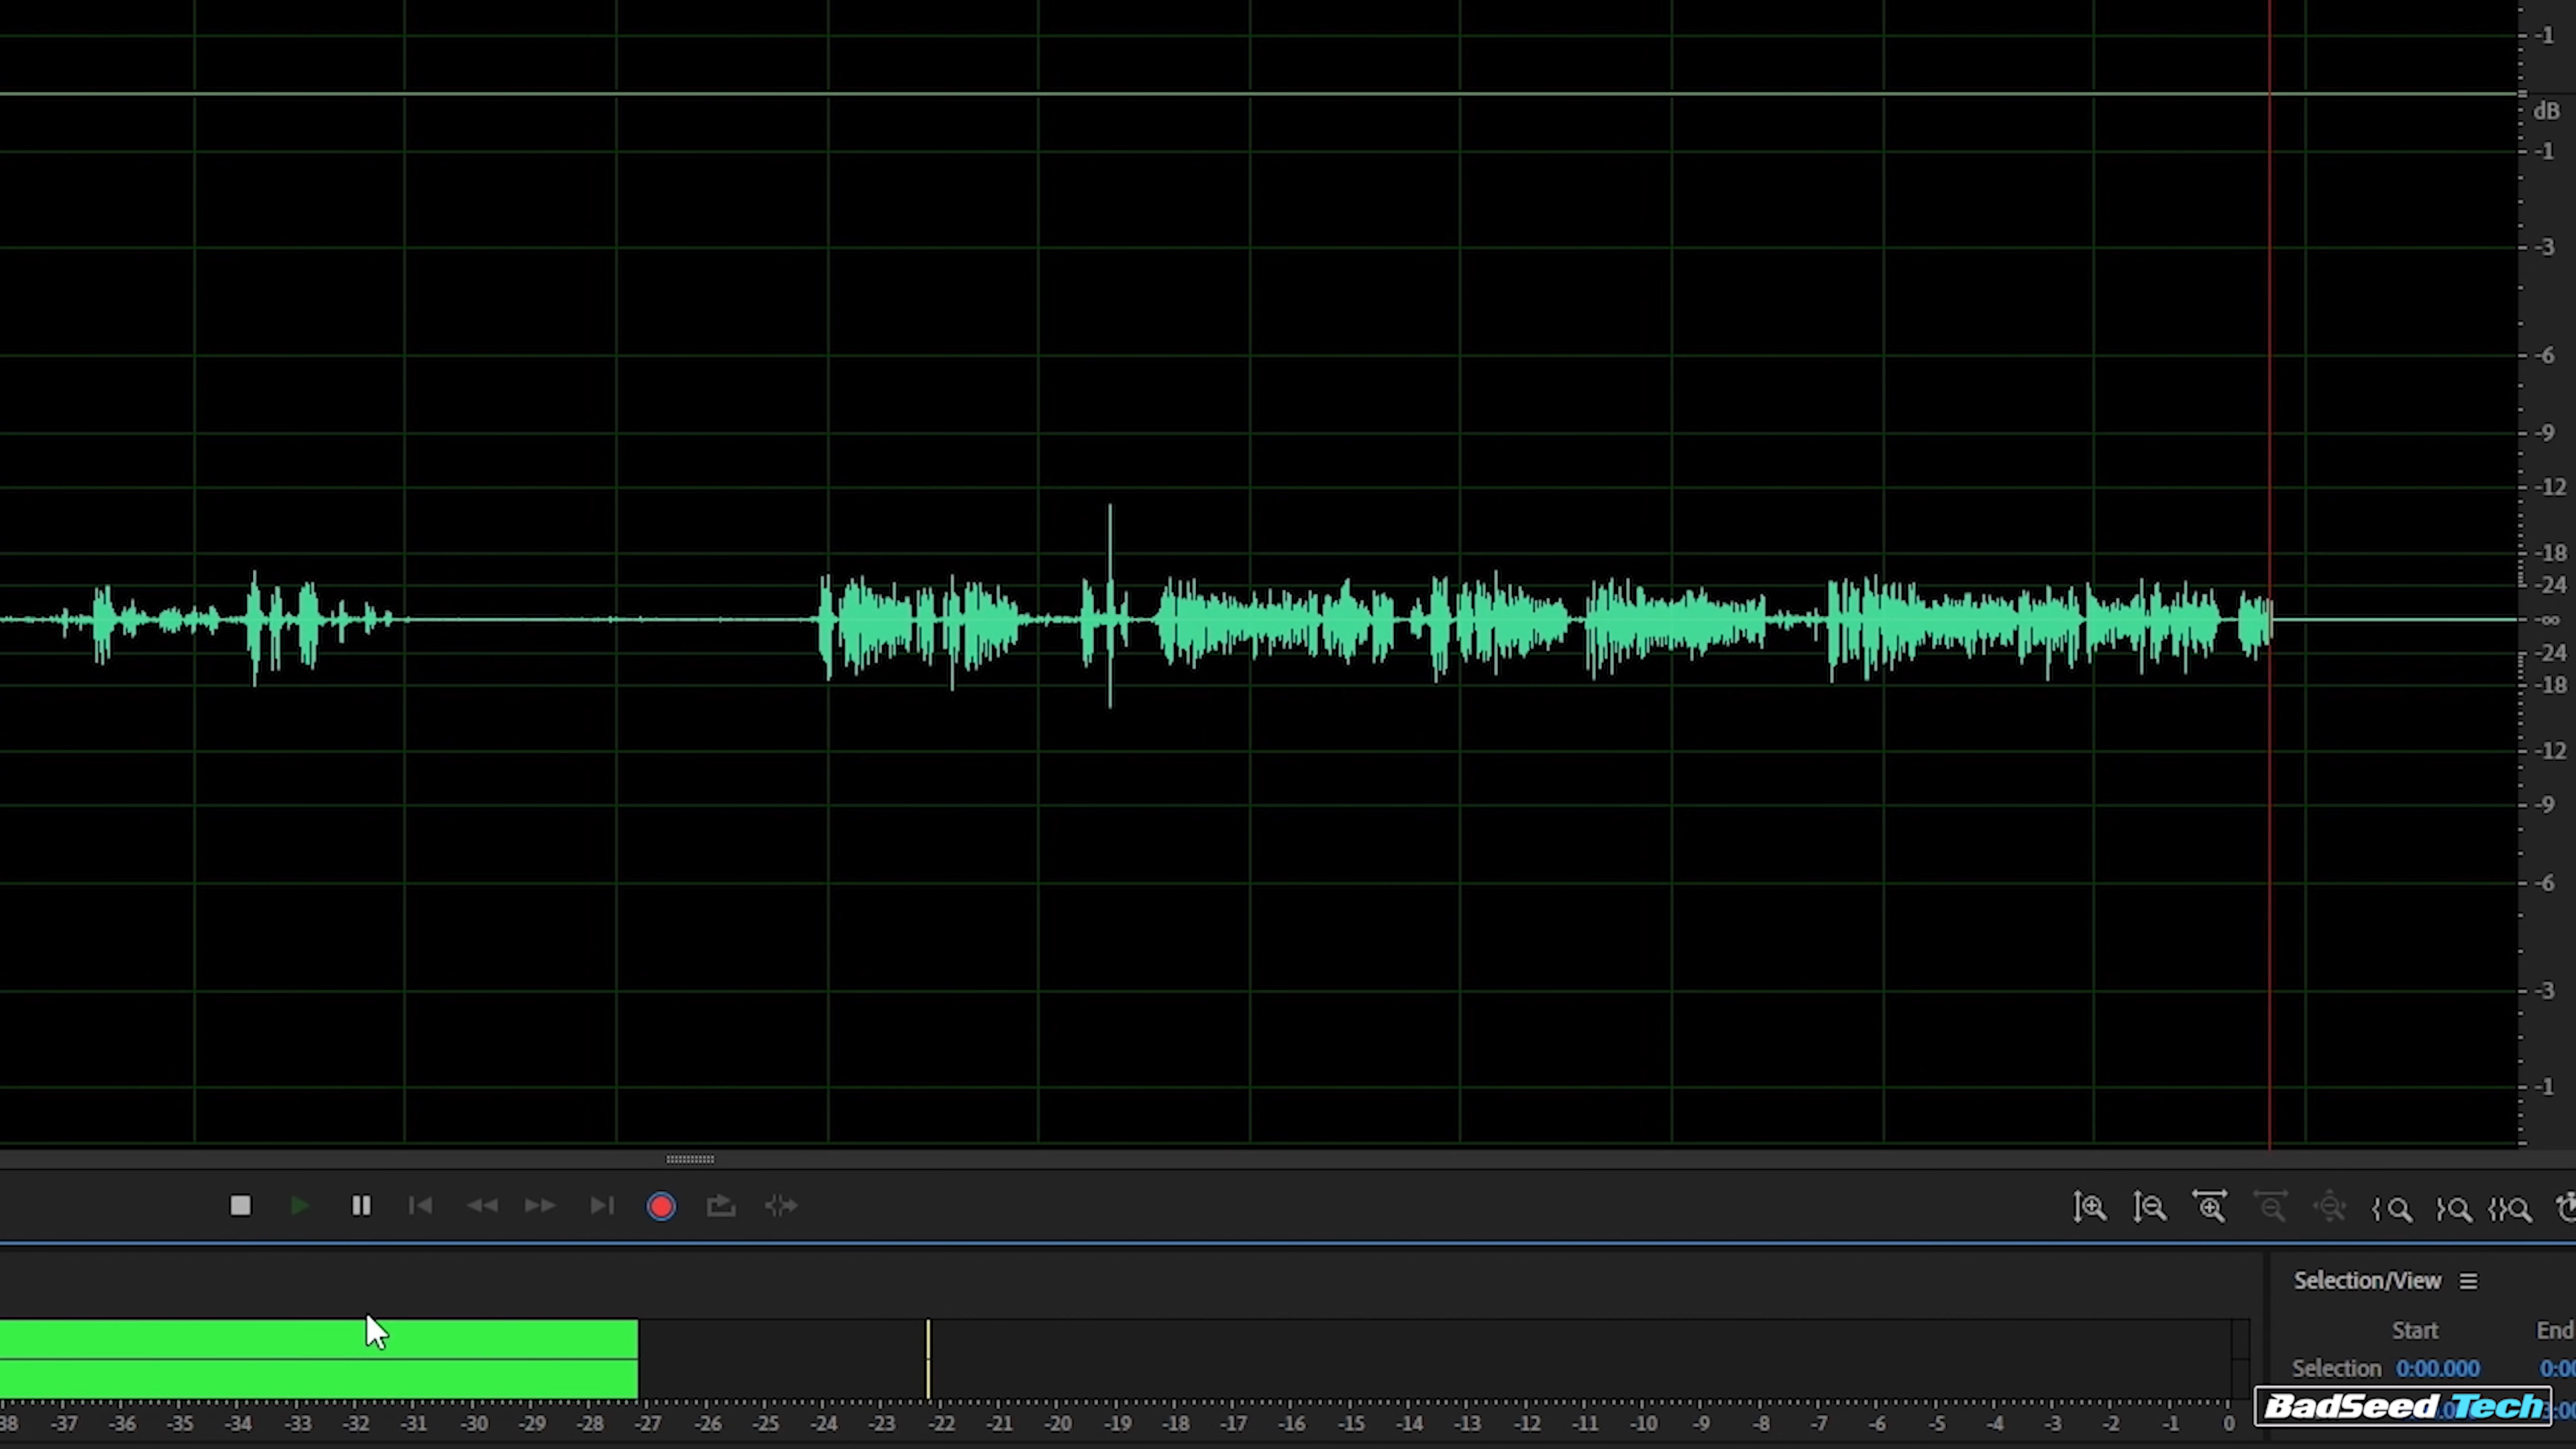 -1
dB
-1
-3
-6
-9
-12
-18
-24
-∞
-24
-18
-12
-9
-6
-3
-1
Selection/View
Start End
Selection 0:00.000 0:00
-37 -36 -35 -34 -33 -32 -31 -30 -29 -28 -27 -26 -25 -24 -23 -22 -21 -20 -19 -18 -17 -16 -15 -14 -13 -12 -11 -10 -9 -8 -7 -6 -5 -4 -3 -2 -1 0
BadSeed Tech